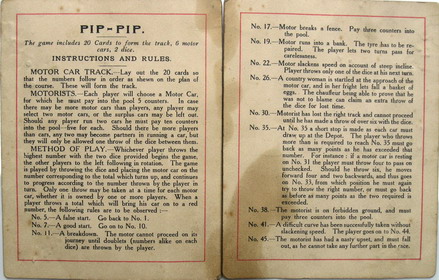 PIP-PIP.
The game includes 20 Cards to form the track, 6 motor
cars, 2 dice.
INSTRUCTIONS AND RULES.
MOTOR CAR TRACK.—Lay out the 20 cards so
that the numbers follow in order as shewn on the plan of
the course. These will form the track.
MOTORISTS.—Each player will choose a Motor Car,
for which he must pay into the pool 5 counters. In case
there may be more motor cars than players, any player may
select two motor cars, or the surplus cars may be left out.
Should any player run two cars he must pay ten counters
into the pool—five for each. Should there be more players
than cars, any two may become partners in running a car, but
they will only be allowed one throw of the dice between them.
METHOD OF PLAY.—Whichever player throws the
highest number with the two dice provided begins the game,
the other players to the left following in rotation. The game
is played by throwing the dice and placing the motor car on the
number corresponding to the total which turns up, and continues
to progress according to the number thrown by the player in
turn. Only one throw may be taken at a time for each motor
car, whether it is owned by one or more players. When a
player throws a total which will bring his car to a red
number, the following rules are to be observed :—
No. 5.—A false start. Go back to No. 1.
No. 7.—A good start. Go on to No. 10.
No. 11.—A breakdown. The motor cannot proceed on its
journey until doublets (numbers alike on each
dice) are thrown by the player.
No. 17.—Motor breaks a fence. Pay three counters into
the pool.
No. 19.—Motor runs into a bank. The tyre has to be re-
paired. The player lets two turns pass for
carelessness.
No. 22.—Motor slackens speed on account of steep incline.
Player throws only one of the dice at his next turn.
No. 26.—A country woman is startled at the approach of the
motor car, and in her fright lets fall a basket of
eggs. The chauffeur being able to prove that he
was not to blame can claim an extra throw of
the dice for lost time.
No. 30.—Motorist has lost the right track and cannot proceed
until he has made a throw of over six with the dice.
No. 35.—At No. 35 a short stop is made as each car must
draw up at the Depot. The player who throws
more than is required to reach No. 35 must go
back as many points as he has exceeded that
number. For instance: if a motor car is resting
on No. 31 the player must throw four to pass on
unchecked. Should he throw six, he moves
forward four and two backwards, and thus goes
on No. 33, from which position he must again
try to throw the right number, or must go back
as before as many points as the two required is
exceeded.
No. 38.—The motorist is on forbidden ground, and must
pay three counters into the pool.
No. 41.—A difficult curve has been successfully taken without
slackening speed. The player goes on to No. 44.
No. 45.—The motorist has had a nasty upset, and must fall
out, as he cannot take any further part in the race.